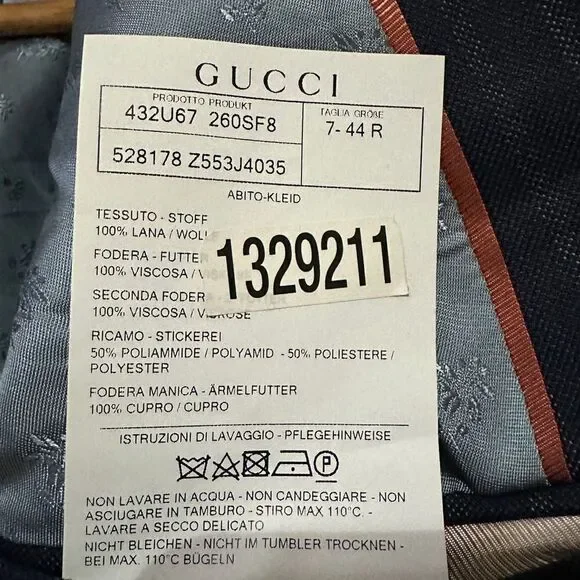 GUCCI
PRODOTTO PRODUKT
432U67 260SF8
TAGLIA GRÖßE
7- 44 R
528178 Z553J4035
ABITO-KLEID
TESSUTO - STOFF
100% LANA / WOLLE
FODERA - FUTTER
100% VISCOSA /
1329211
SECONDA FODERA
100% VISCOSA / VISKOSE
RICAMO - STICKEREI
50% POLIAMMIDE / POLYAMID - 50% POLIESTERE /
POLYESTER
FODERA MANICA - ÄRMELFUTTER
100% CUPRO / CUPRO
ISTRUZIONI DI LAVAGGIO - PFLEGEHINWEISE
P
NON LAVARE IN ACQUA - NON CANDEGGIARE - NON
ASCIUGARE IN TAMBURO - STIRO MAX 110°C. -
LAVARE A SECCO DELICATO
NICHT BLEICHEN - NICHT IM TUMBLER TROCKNEN -
BEI MAX. 110°C BÜGELN